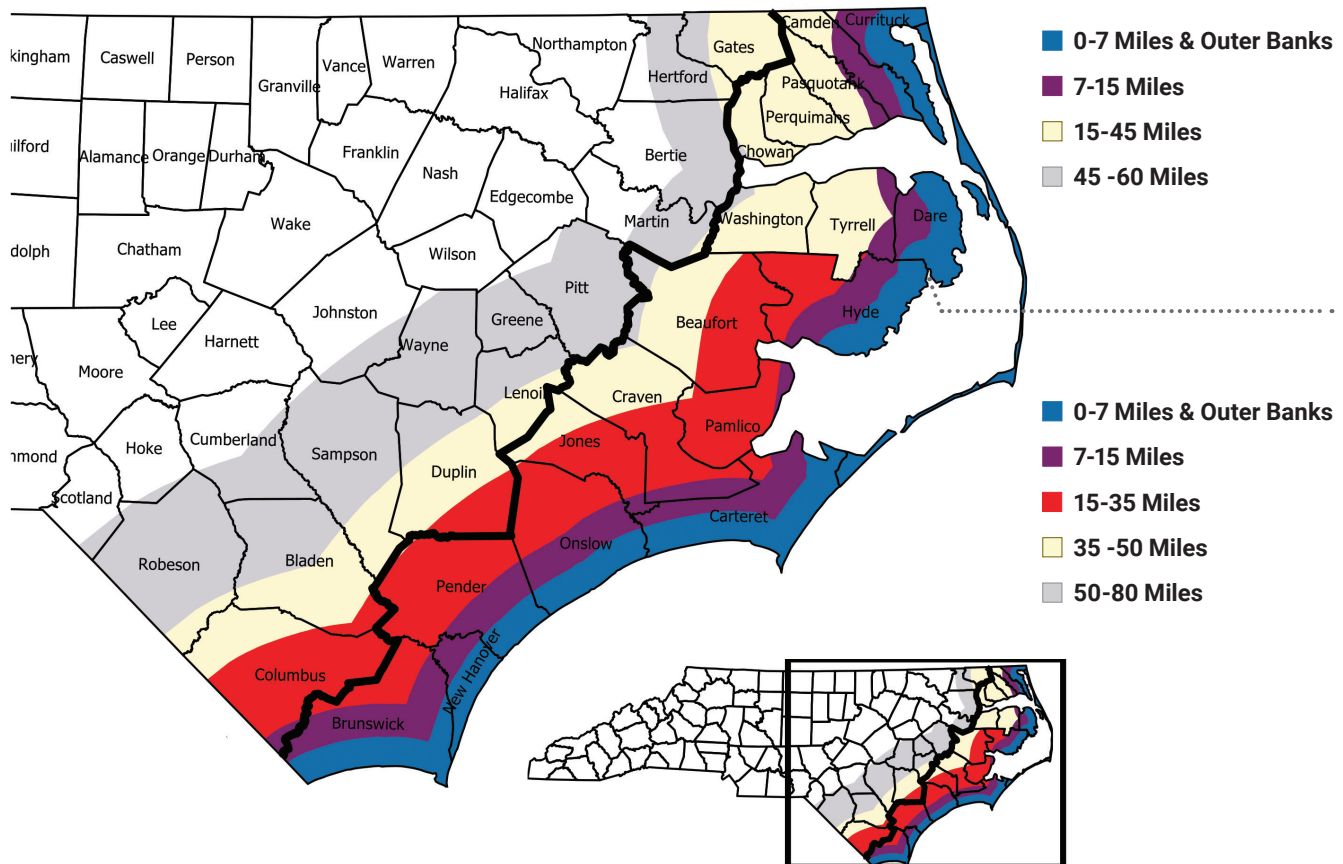 Camden
Currituck
Northampton
Gates
kingham
Caswell
Person
Vance
Warren
Hertford
Granville
Halifax
Pasquotank
Perquimans
uilford
Alamance
Orange
Durham
Franklin
Nash
Bertie
Chowan
Edgecombe
Martin
Washington
Tyrrell
Dare
Wake
dolph
Chatham
Wilson
Pitt
Johnston
Greene
Beaufort
Hyde
Lee
Harnett
Wayne
nery
Moore
Lenoir
Craven
Pamlico
Hoke
Cumberland
Sampson
Jones
Duplin
mmond
Scotland
Carteret
Onslow
Robeson
Bladen
Pender
New Hanover
Columbus
Brunswick
0-7 Miles & Outer Banks
7-15 Miles
15-45 Miles
45 -60 Miles
0-7 Miles & Outer Banks
7-15 Miles
15-35 Miles
35 -50 Miles
50-80 Miles